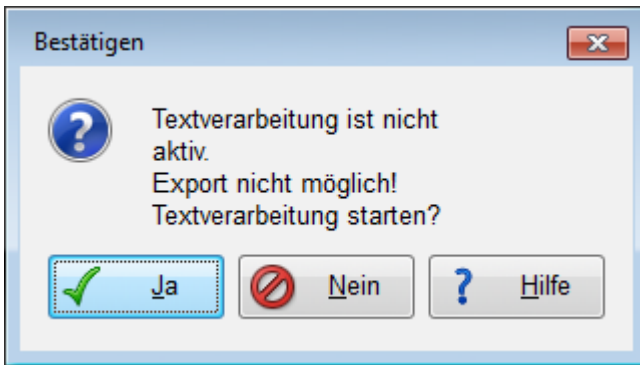 Bestätigen
Textverarbeitung ist nicht
aktiv.
Export nicht möglich!
Textverarbeitung starten?
Ja Nein Hilfe